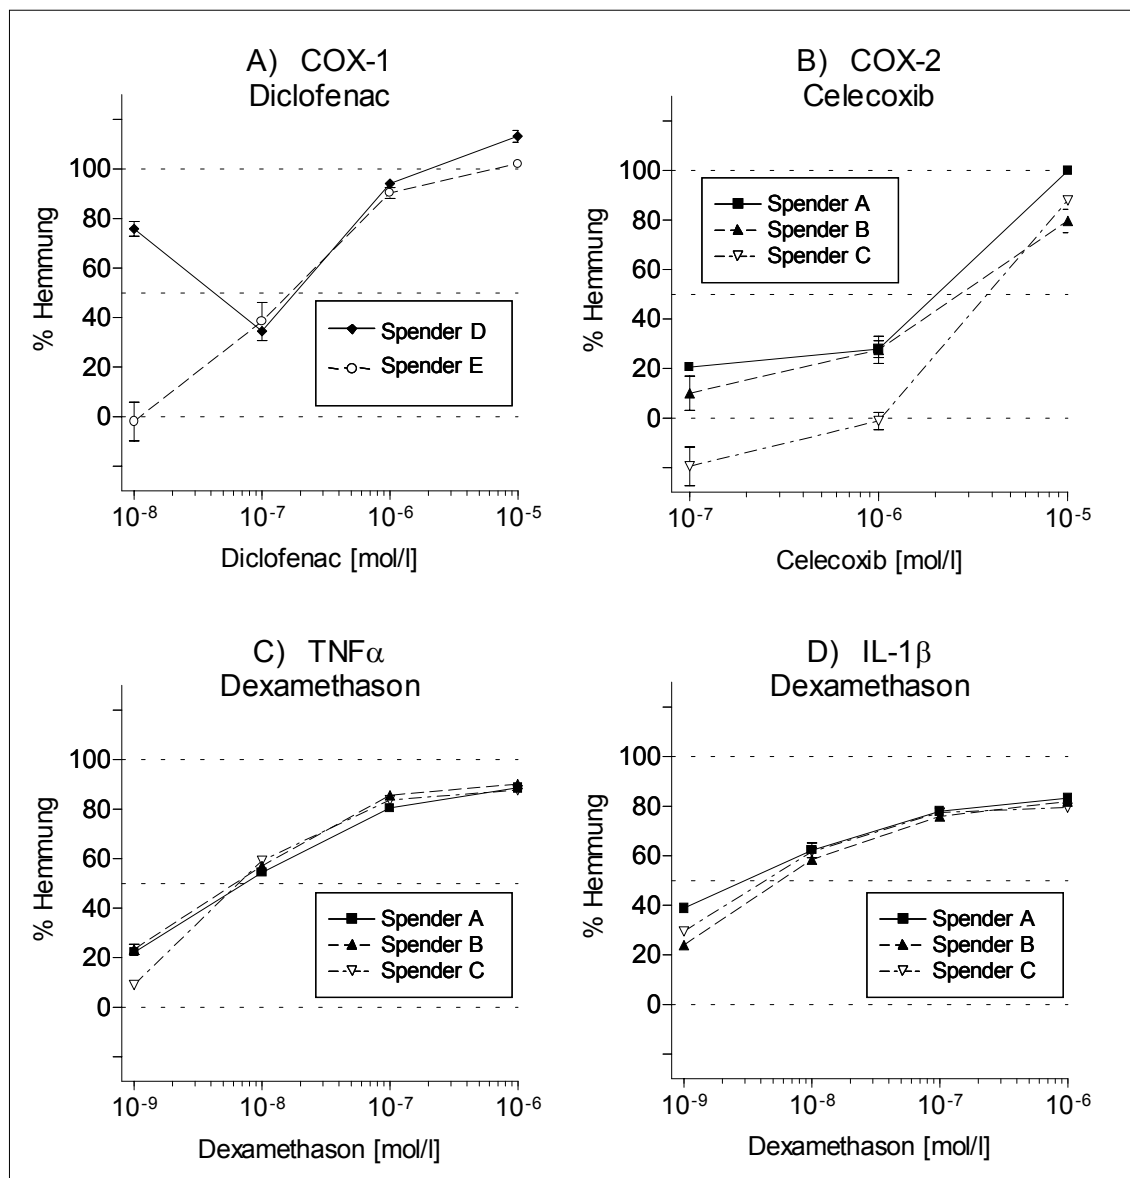 A) COX-1
Diclofenac
% Hemmung
100
80
60
40
20
0
Spender D
Spender E
10-8
10-7
10-6
10-5
Diclofenac [mol/l]
B) COX-2
Celecoxib
% Hemmung
100
80
60
40
20
0
Spender A
Spender B
Spender C
10-7
10-6
10-5
Celecoxib [mol/l]
C) TNFα
Dexamethason
% Hemmung
100
80
60
40
20
0
Spender A
Spender B
Spender C
10-9
10-8
10-7
10-6
Dexamethason [mol/l]
D) IL-1β
Dexamethason
% Hemmung
100
80
60
40
20
0
Spender A
Spender B
Spender C
10-9
10-8
10-7
10-6
Dexamethason [mol/l]